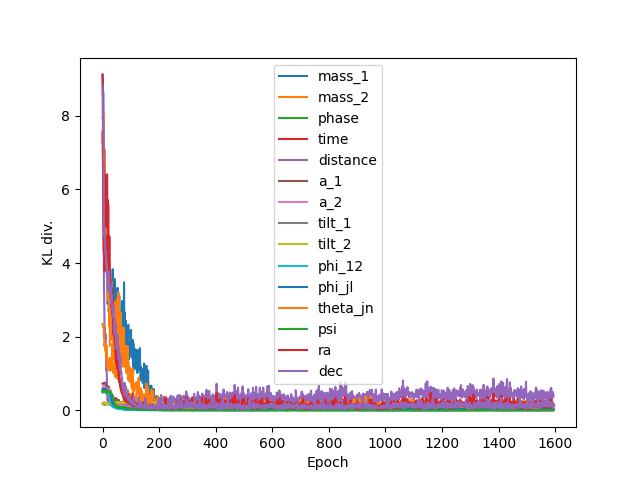 KL div.
8
6
4
2
0
mass_1
mass_2
phase
time
distance
a_1
a_2
tilt_1
tilt_2
phi_12
phi_jl
theta_jn
psi
ra
dec
0 200 400 600 800 1000 1200 1400 1600
Epoch